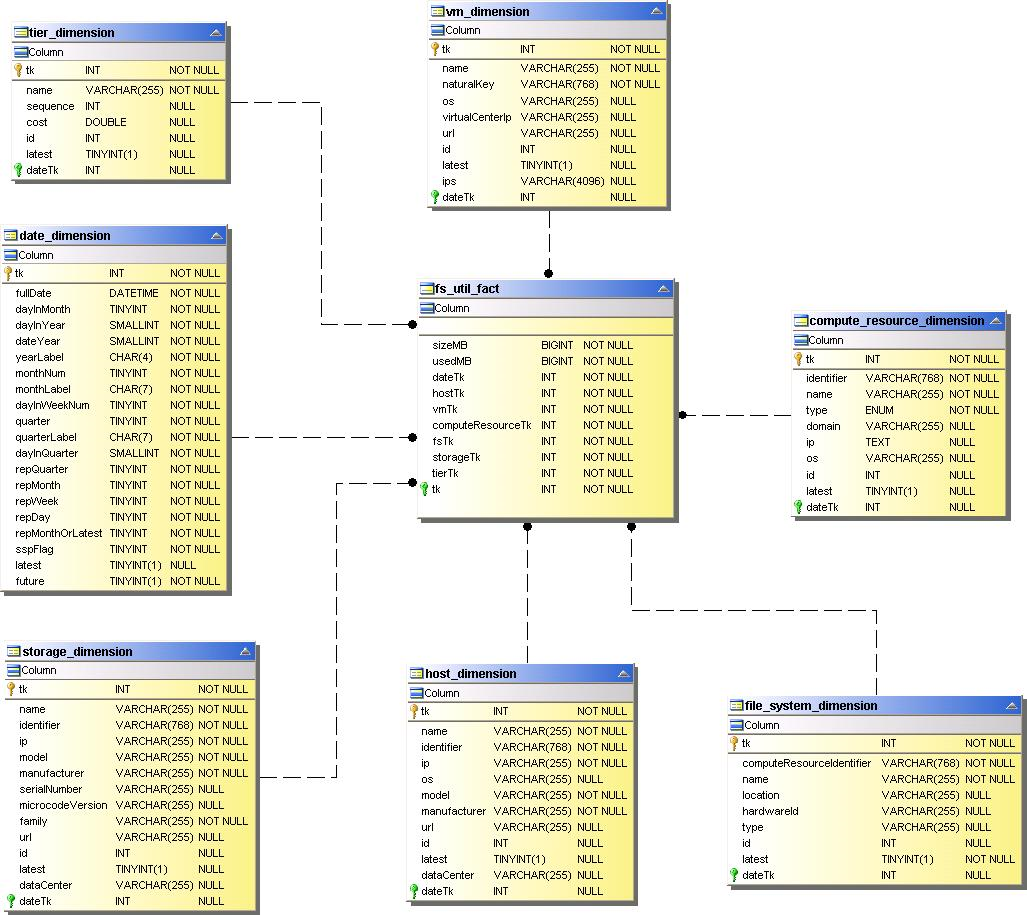 tier_dimension
Column
tk INT NOT NULL
name VARCHAR(255) NOT NULL
sequence INT NULL
cost DOUBLE NULL
id INT NULL
latest TINYINT(1) NULL
dateTk INT NULL
vm_dimension
Column
tk INT NOT NULL
name VARCHAR(255) NOT NULL
naturalKey VARCHAR(768) NOT NULL
os VARCHAR(255) NULL
virtualCenterIp VARCHAR(255) NULL
url VARCHAR(255) NULL
id INT NULL
latest TINYINT(1) NULL
ips VARCHAR(4096) NULL
dateTk INT NULL
date_dimension
Column
tk INT NOT NULL
fullDate DATETIME NOT NULL
dayInMonth TINYINT NOT NULL
dayInYear SMALLINT NOT NULL
dateYear SMALLINT NOT NULL
yearLabel CHAR(4) NOT NULL
monthNum TINYINT NOT NULL
monthLabel CHAR(7) NOT NULL
dayInWeekNum TINYINT NOT NULL
quarter TINYINT NOT NULL
quarterLabel CHAR(7) NOT NULL
dayInQuarter SMALLINT NOT NULL
repQuarter TINYINT NOT NULL
repMonth TINYINT NOT NULL
repWeek TINYINT NOT NULL
repDay TINYINT NOT NULL
repMonthOrLatest TINYINT NOT NULL
sspFlag TINYINT NOT NULL
latest TINYINT(1) NULL
future TINYINT(1) NOT NULL
fs_util_fact
Column
sizeMB BIGINT NOT NULL
usedMB BIGINT NOT NULL
dateTk INT NOT NULL
hostTk INT NOT NULL
vmTk INT NOT NULL
computeResourceTk INT NOT NULL
fsTk INT NOT NULL
storageTk INT NOT NULL
tierTk INT NOT NULL
tk INT NOT NULL
compute_resource_dimension
Column
tk INT NOT NULL
identifier VARCHAR(768) NOT NULL
name VARCHAR(255) NOT NULL
type ENUM NOT NULL
domain VARCHAR(255) NULL
ip TEXT NULL
os VARCHAR(255) NULL
id INT NULL
latest TINYINT(1) NULL
dateTk INT NULL
storage_dimension
Column
tk INT NOT NULL
name VARCHAR(255) NOT NULL
identifier VARCHAR(768) NOT NULL
ip VARCHAR(255) NOT NULL
model VARCHAR(255) NOT NULL
manufacturer VARCHAR(255) NOT NULL
serialNumber VARCHAR(255) NULL
microcodeVersion VARCHAR(255) NULL
family VARCHAR(255) NOT NULL
url VARCHAR(255) NULL
id INT NULL
latest TINYINT(1) NULL
dataCenter VARCHAR(255) NULL
dateTk INT NULL
host_dimension
Column
tk INT NOT NULL
name VARCHAR(255) NOT NULL
identifier VARCHAR(768) NOT NULL
ip VARCHAR(255) NOT NULL
os VARCHAR(255) NULL
model VARCHAR(255) NOT NULL
manufacturer VARCHAR(255) NOT NULL
url VARCHAR(255) NULL
id INT NULL
latest TINYINT(1) NULL
dataCenter VARCHAR(255) NULL
dateTk INT NULL
file_system_dimension
Column
tk INT NOT NULL
computeResourceIdentifier VARCHAR(768) NOT NULL
name VARCHAR(255) NOT NULL
location VARCHAR(255) NULL
hardwareId VARCHAR(255) NULL
type VARCHAR(255) NULL
id INT NULL
latest TINYINT(1) NOT NULL
dateTk INT NULL